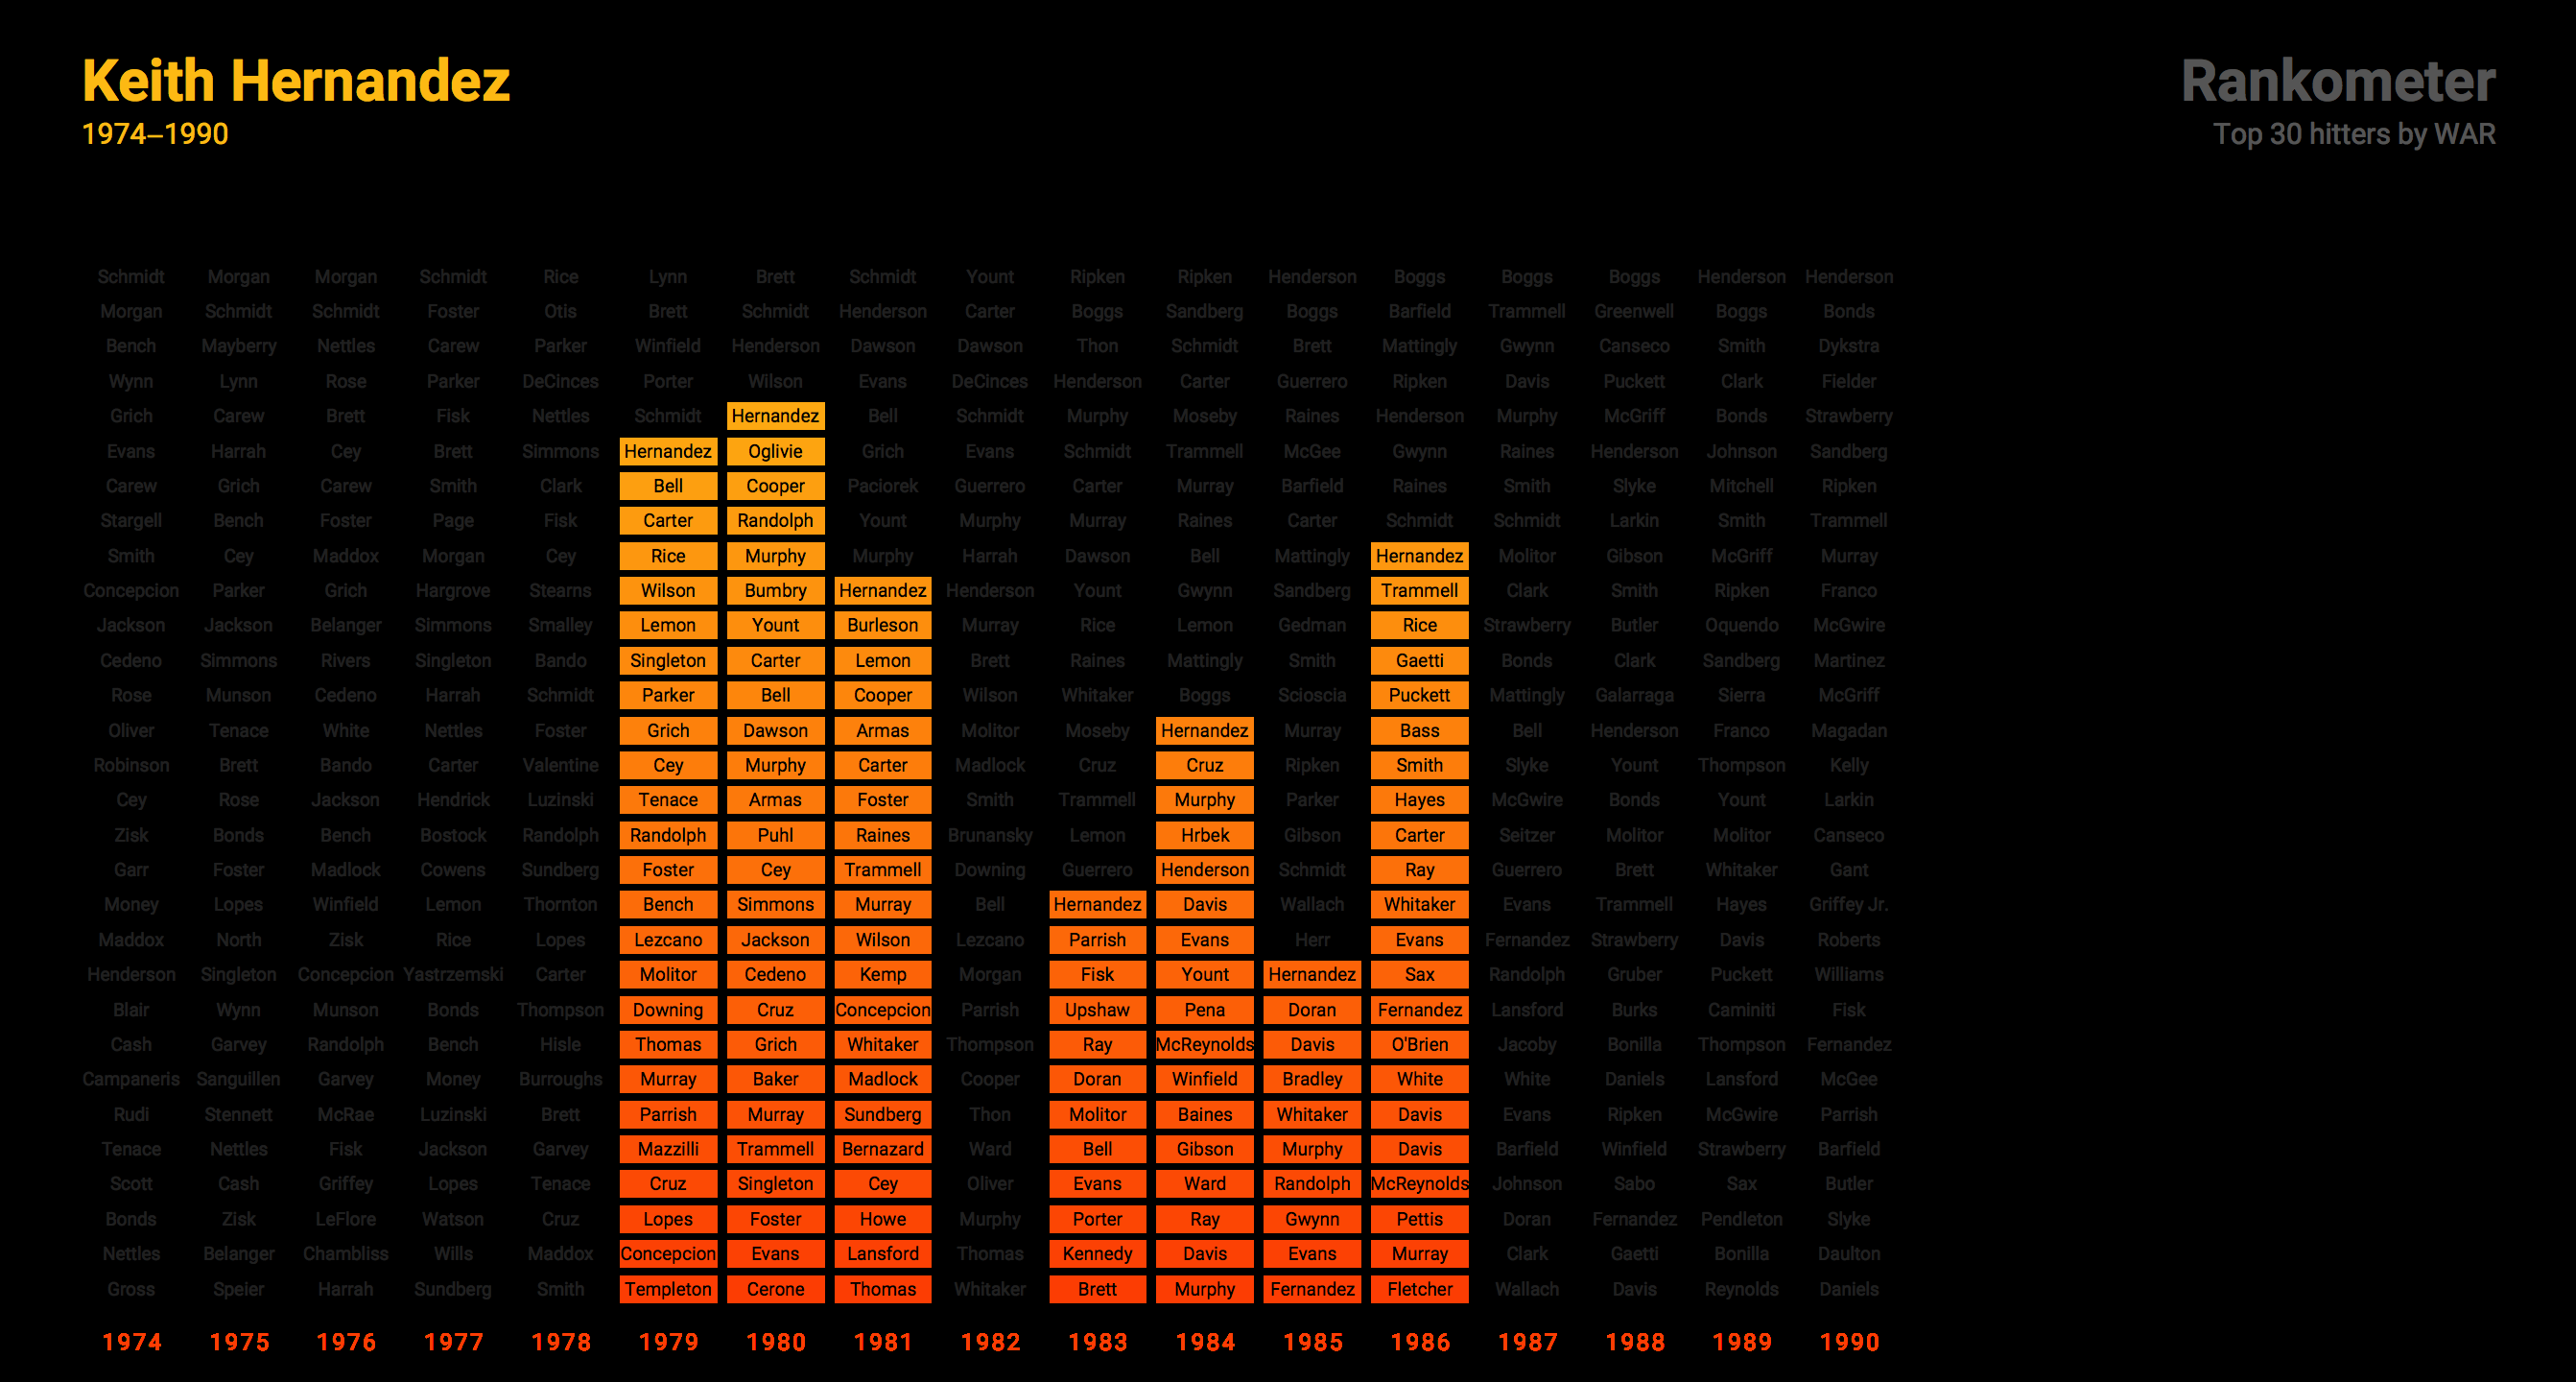 Keith Hernandez
1974–1990
Rankometer
Top 30 hitters by WAR
Schmidt Morgan Morgan Schmidt Rice Lynn Brett Schmidt Yount Ripken Ripken Henderson Boggs Boggs Boggs Henderson Henderson
Morgan Schmidt Schmidt Foster Otis Brett Schmidt Henderson Carter Boggs Sandberg Boggs Barfield Trammell Greenwell Boggs Bonds
Bench Mayberry Nettles Carew Parker Winfield Henderson Dawson Dawson Thon Schmidt Brett Mattingly Gwynn Canseco Smith Dykstra
Wynn Lynn Rose Parker DeCinces Porter Wilson Evans DeCinces Henderson Carter Guerrero Ripken Davis Puckett Clark Fielder
Grich Carew Brett Fisk Nettles Schmidt Hernandez Bell Schmidt Murphy Moseby Raines Henderson Murphy McGriff Bonds Strawberry
Evans Harrah Cey Brett Simmons Hernandez Oglivie Grich Evans Schmidt Trammell McGee Gwynn Raines Henderson Johnson Sandberg
Carew Grich Carew Smith Clark Bell Cooper Paciorek Guerrero Carter Murray Barfield Raines Smith Slyke Mitchell Ripken
Stargell Bench Foster Page Fisk Carter Randolph Yount Murphy Murray Raines Carter Schmidt Schmidt Larkin Smith Trammell
Smith Cey Maddox Morgan Cey Rice Murphy Murphy Harrah Dawson Bell Mattingly Hernandez Molitor Gibson McGriff Murray
Concepcion Parker Grich Hargrove Stearns Wilson Bumbry Hernandez Henderson Yount Gwynn Sandberg Trammell Clark Smith Ripken Franco
Jackson Jackson Belanger Simmons Smalley Lemon Yount Burleson Murray Rice Lemon Gedman Rice Strawberry Butler Oquendo McGwire
Cedeno Simmons Rivers Singleton Bando Singleton Carter Lemon Brett Raines Mattingly Smith Gaetti Bonds Clark Sandberg Martinez
Rose Munson Cedeno Harrah Schmidt Parker Bell Cooper Wilson Whitaker Boggs Scioscia Puckett Mattingly Galarraga Sierra McGriff
Oliver Tenace White Nettles Foster Grich Dawson Armas Molitor Moseby Hernandez Murray Bass Bell Henderson Franco Magadan
Robinson Brett Bando Carter Valentine Cey Murphy Carter Madlock Cruz Cruz Ripken Smith Slyke Yount Thompson Kelly
Cey Rose Jackson Hendrick Luzinski Tenace Armas Foster Smith Trammell Murphy Parker Hayes McGwire Bonds Yount Larkin
Zisk Bonds Bench Bostock Randolph Randolph Puhl Raines Brunansky Lemon Hrbek Gibson Carter Seitzer Molitor Molitor Canseco
Garr Foster Madlock Cowens Sundberg Foster Cey Trammell Downing Guerrero Henderson Schmidt Ray Guerrero Brett Whitaker Gant
Money Lopes Winfield Lemon Thornton Bench Simmons Murray Bell Hernandez Davis Wallach Whitaker Evans Trammell Hayes Griffey Jr.
Maddox North Zisk Rice Lopes Lezcano Jackson Wilson Lezcano Parrish Evans Herr Evans Fernandez Strawberry Davis Roberts
Henderson Singleton Concepcion Yastrzemski Carter Molitor Cedeno Kemp Morgan Fisk Yount Hernandez Sax Randolph Gruber Puckett Williams
Blair Wynn Munson Bonds Thompson Downing Cruz Concepcion Parrish Upshaw Pena Doran Fernandez Lansford Burks Caminiti Fisk
Cash Garvey Randolph Bench Hisle Thomas Grich Whitaker Thompson Ray McReynolds Davis O'Brien Jacoby Bonilla Thompson Fernandez
Campaneris Sanguillen Garvey Money Burroughs Murray Baker Madlock Cooper Doran Winfield Bradley White White Daniels Lansford McGee
Rudi Stennett McRae Luzinski Brett Parrish Murray Sundberg Thon Molitor Baines Whitaker Davis Evans Ripken McGwire Parrish
Tenace Nettles Fisk Jackson Garvey Mazzilli Trammell Bernazard Ward Bell Gibson Murphy Davis Barfield Winfield Strawberry Barfield
Scott Cash Griffey Lopes Tenace Cruz Singleton Cey Oliver Evans Ward Randolph McReynolds Johnson Sabo Sax Butler
Bonds Zisk LeFlore Watson Cruz Lopes Foster Howe Murphy Porter Ray Gwynn Pettis Doran Fernandez Pendleton Slyke
Nettles Belanger Chambliss Wills Maddox Concepcion Evans Lansford Thomas Kennedy Davis Evans Murray Clark Gaetti Bonilla Daulton
Gross Speier Harrah Sundberg Smith Templeton Cerone Thomas Whitaker Brett Murphy Fernandez Fletcher Wallach Davis Reynolds Daniels
1974 1975 1976 1977 1978 1979 1980 1981 1982 1983 1984 1985 1986 1987 1988 1989 1990